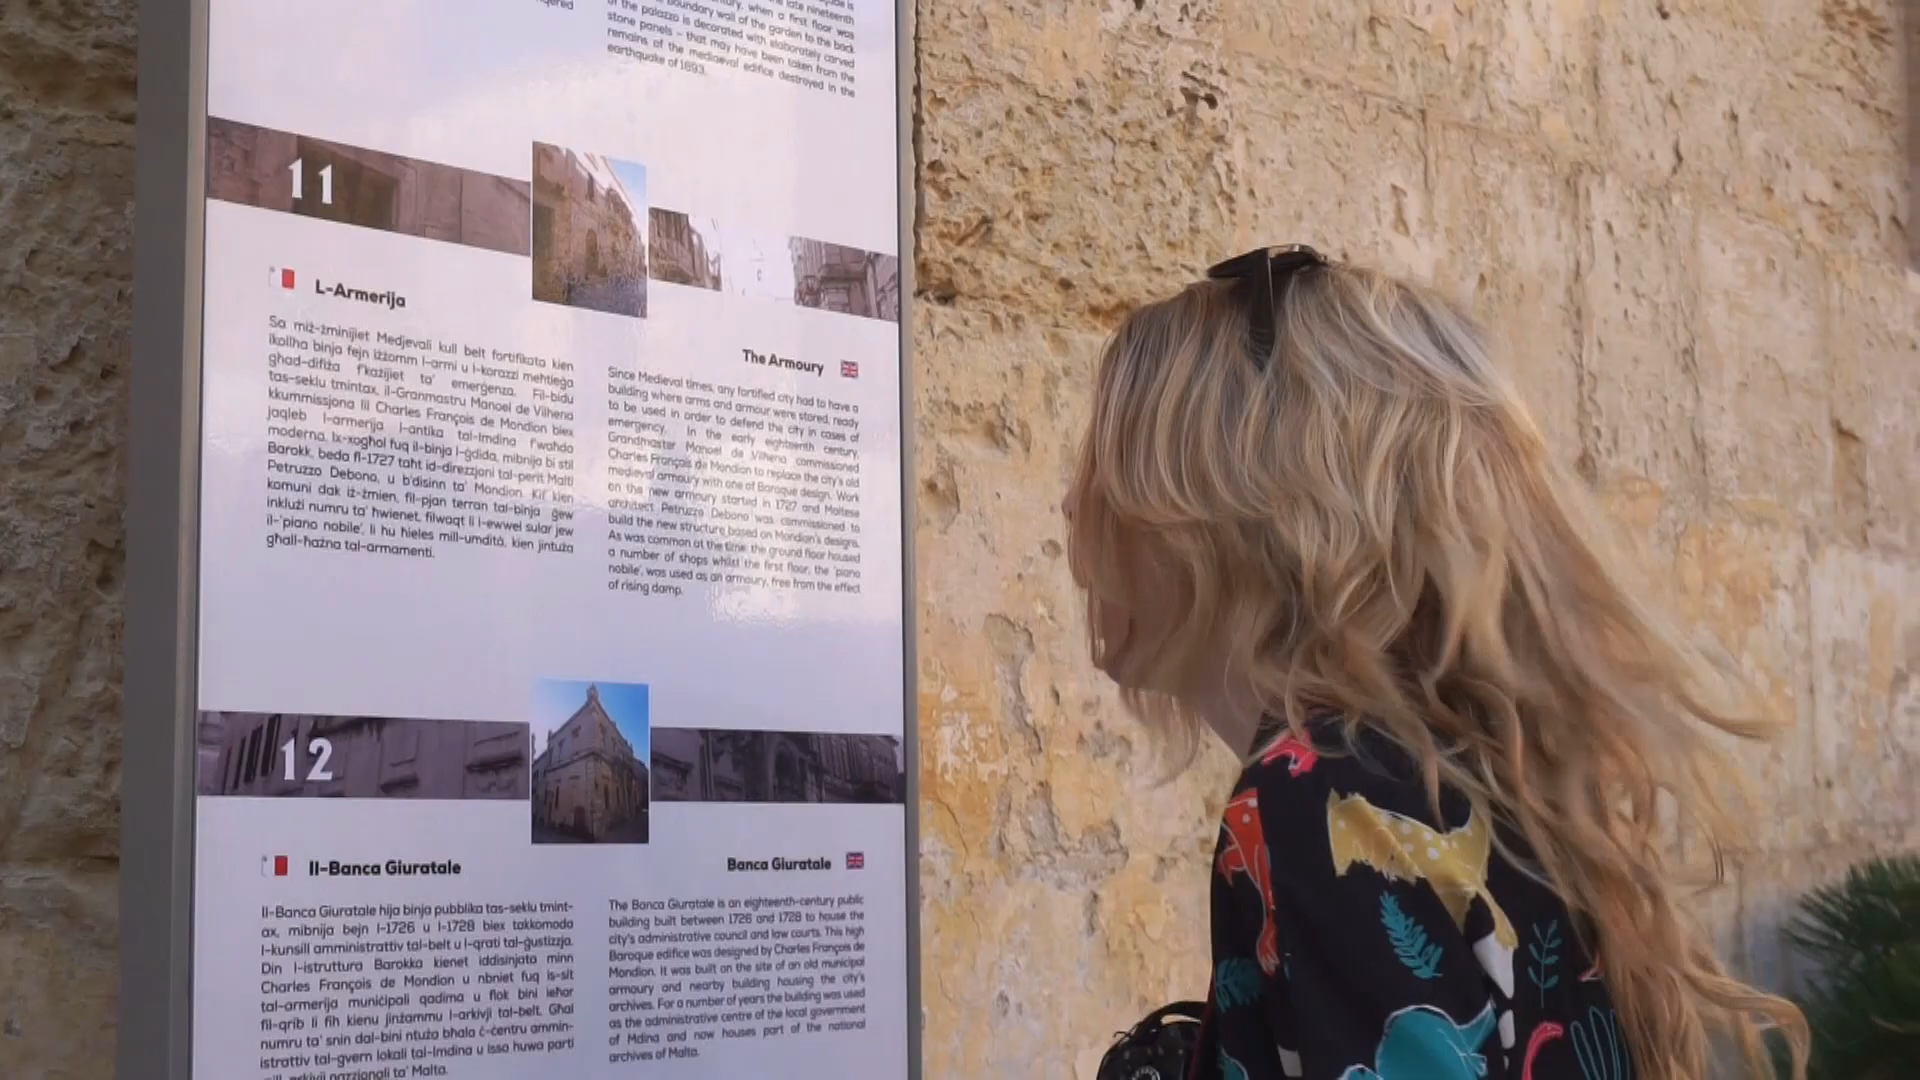 late nineteenth
century, when a first floor was
boundary wall of the garden to the back
of the palazzo is decorated with elaborately carved
stone panels – that may have been taken from the
remains of the mediaeval edifice destroyed in the
earthquake of 1693.
11
L-Armerija
Sa miż-żminijiet Medjevali kull belt fortifikata kien
ikollha binja fejn iżżomm l-armi u l-korazzi meħtieġa
għad-difiża f'każijiet ta' emerġenza. Fil-bidu
tas-seklu tmintax, il-Granmastru Manoel de Vilhena
kkummissjona lil Charles François de Mondion biex
jaqleb l-armerija l-antika tal-Imdina f'waħda
moderna. Ix-xogħol fuq il-binja l-ġdida, mibnija bi stil
Barokk, beda fl-1727 taħt id-direzzjoni tal-perit Malti
Petruzzo Debono, u b'disinn ta' Mondion. Kif kien
komuni dak iż-żmien, fil-pjan terran tal-binja ġew
inklużi numru ta' ħwienet, filwaqt li l-ewwel sular jew
il-'piano nobile', li hu ħieles mill-umdità, kien jintuża
għall-ħażna tal-armamenti.
The Armoury
Since Medieval times, any fortified city had to have a
building where arms and armour were stored, ready
to be used in order to defend the city in cases of
emergency. In the early eighteenth century,
Grandmaster Manoel de Vilhena commissioned
Charles François de Mondion to replace the city's old
medieval armoury with one of Baroque design. Work
on the new armoury started in 1727 and Maltese
architect Petruzzo Debono was commissioned to
build the new structure based on Mondion's designs.
As was common at the time, the ground floor housed
a number of shops whilst the first floor, the 'piano
nobile', was used as an armoury, free from the effect
of rising damp.
12
Il-Banca Giuratale
Il-Banca Giuratale hija binja pubblika tas-seklu tmint-
ax, mibnija bejn l-1726 u l-1728 biex takkomoda
l-kunsill amministrattiv tal-belt u l-qrati tal-ġustizzja.
Din l-istruttura Barokka kienet iddisinjata minn
Charles François de Mondion u nbniet fuq is-sit
tal-armerija muniċipali qadima u fiok bini ieħor
fil-qrib li fih kienu jinżammu l-arkivji tal-belt. Għal
numru ta' snin dal-bini ntuża bħala ċ-ċentru ammin-
istrattiv tal-gvern lokali tal-Imdina u issa huwa parti
mill-arkivji nazzjonali ta' Malta.
Banca Giuratale
The Banca Giuratale is an eighteenth-century public
building built between 1726 and 1728 to house the
city's administrative council and law courts. This high
Baroque edifice was designed by Charles François de
Mondion. It was built on the site of an old municipal
armoury and nearby building housing the city's
archives. For a number of years the building was used
as the administrative centre of the local government
of Mdina and now houses part of the national
archives of Malta.